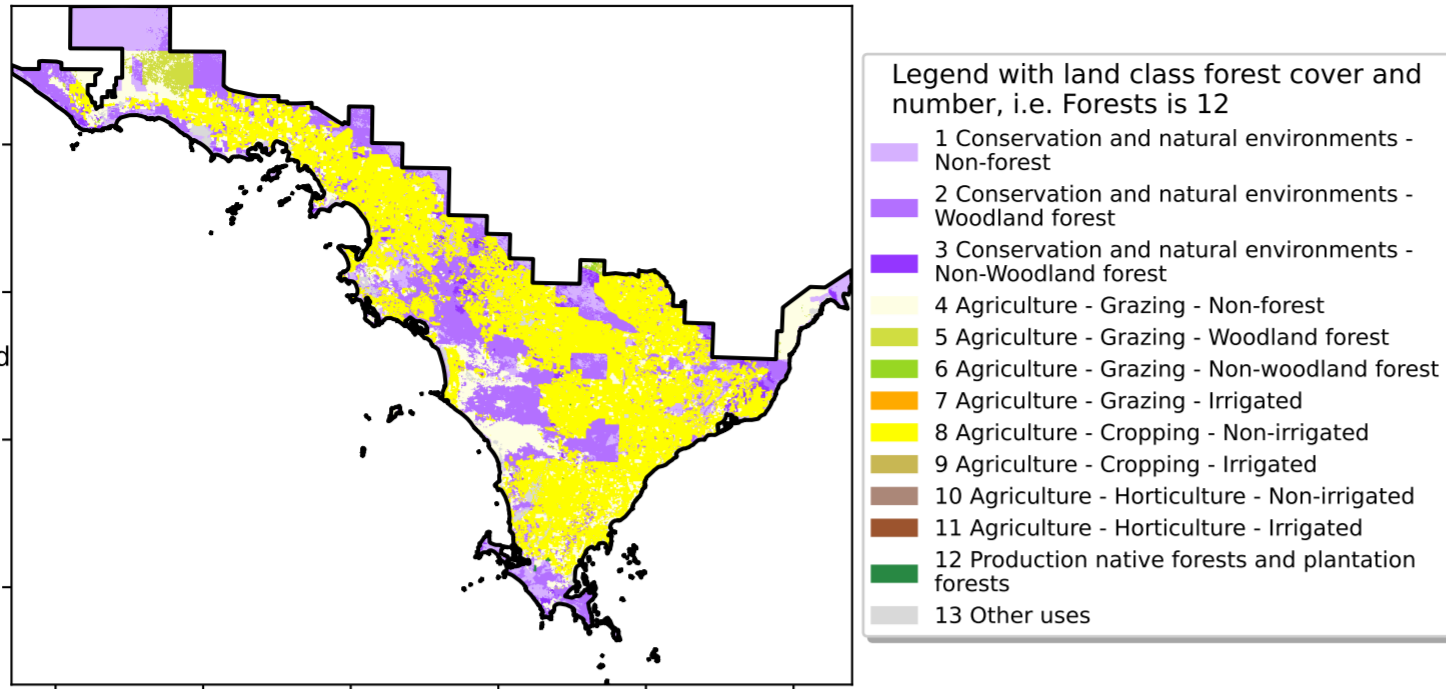 Legend with land class forest cover and
number, i.e. Forests is 12
1 Conservation and natural environments -
Non-forest
2 Conservation and natural environments -
Woodland forest
3 Conservation and natural environments -
Non-Woodland forest
4 Agriculture - Grazing - Non-forest
5 Agriculture - Grazing - Woodland forest
6 Agriculture - Grazing - Non-woodland forest
7 Agriculture - Grazing - Irrigated
8 Agriculture - Cropping - Non-irrigated
9 Agriculture - Cropping - Irrigated
10 Agriculture - Horticulture - Non-irrigated
11 Agriculture - Horticulture - Irrigated
12 Production native forests and plantation
forests
13 Other uses